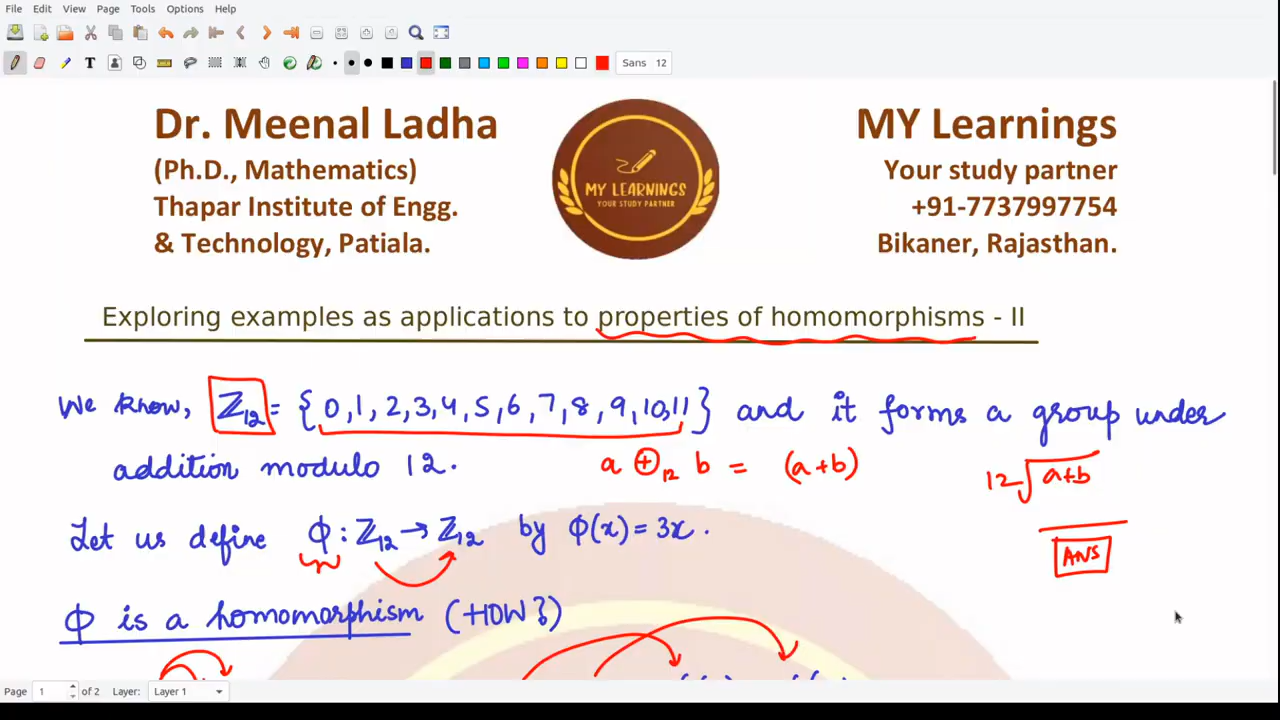 File Edit View Page Tools Options Help
T Sans 12
Dr. Meenal Ladha
(Ph.D., Mathematics)
Thapar Institute of Engg.
& Technology, Patiala.
MY LEARNINGS
YOUR STUDY PARTNER
MY Learnings
Your study partner
+91-7737997754
Bikaner, Rajasthan.
Exploring examples as applications to properties of homomorphisms - II
We know, ℤ₁₂ = {0,1,2,3,4,5,6,7,8,9,10,11} and it forms a group under
addition modulo 12. a ⊕₁₂ b = (a+b) 12√a+b
Let us define ϕ : ℤ₁₂ → ℤ₁₂ by ϕ(x) = 3x.
ANS
ϕ is a homomorphism (HOW?)
Page 1 of 2 Layer: Layer 1